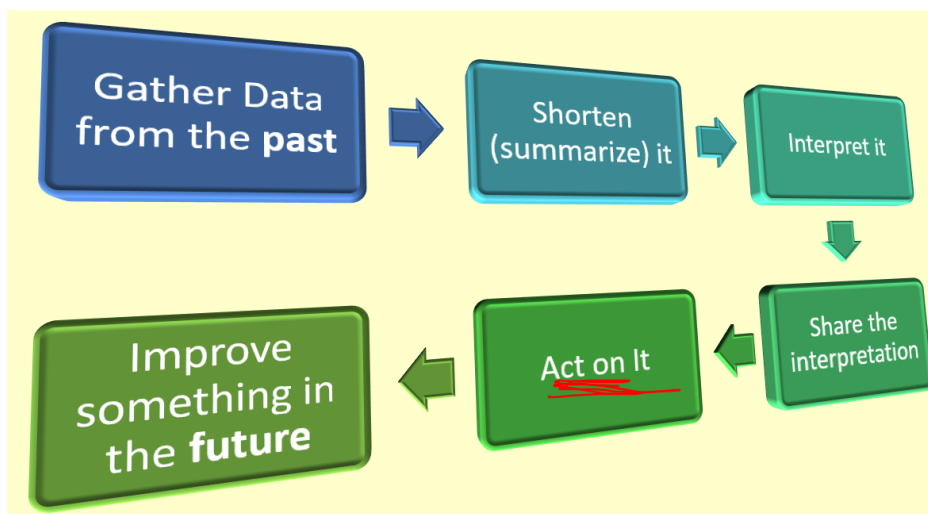 Gather Data
from the past
Shorten
(summarize) it
Interpret it
Share the
interpretation
Act on It
Improve
something in
the future